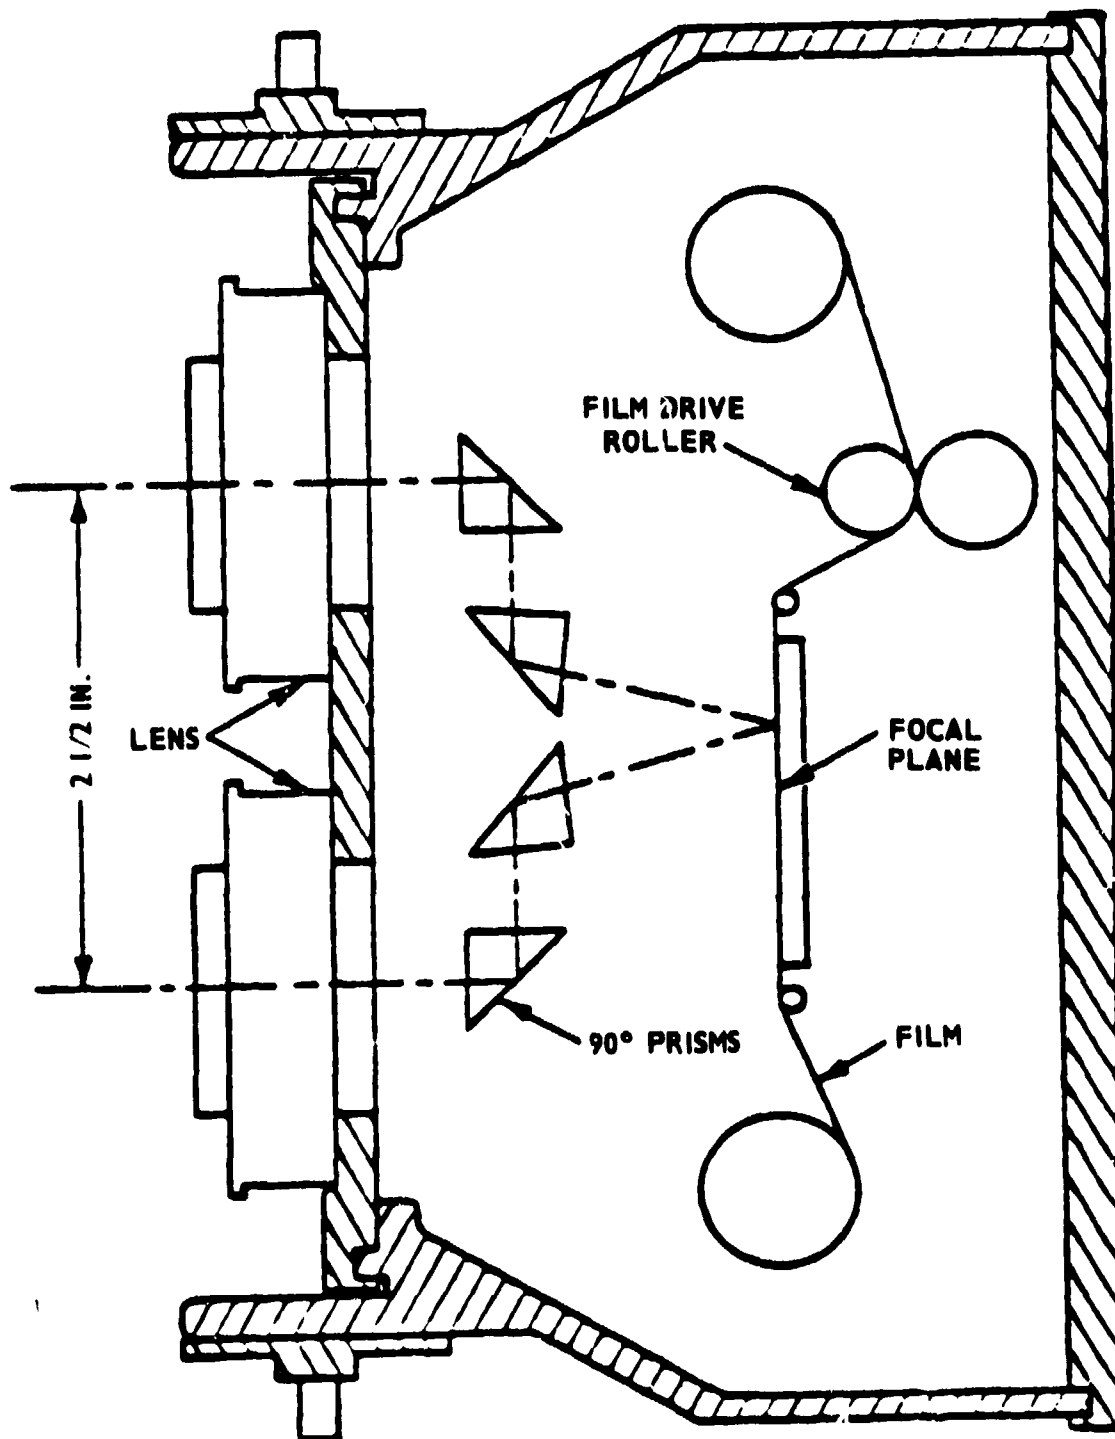 FILM DRIVE
ROLLER
2 1/2 IN.
LENS
FOCAL
PLANE
90° PRISMS
FILM